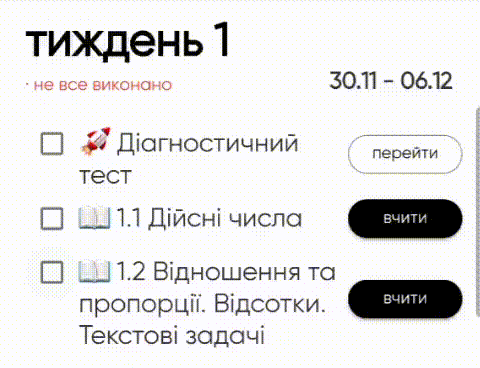 тиждень 1
· не все виконано
30.11 - 06.12
🚀 Діагностичний
тест
перейти
📖 1.1 Дійсні числа
вчити
📖 1.2 Відношення та
пропорції. Відсотки.
Текстові задачі
вчити